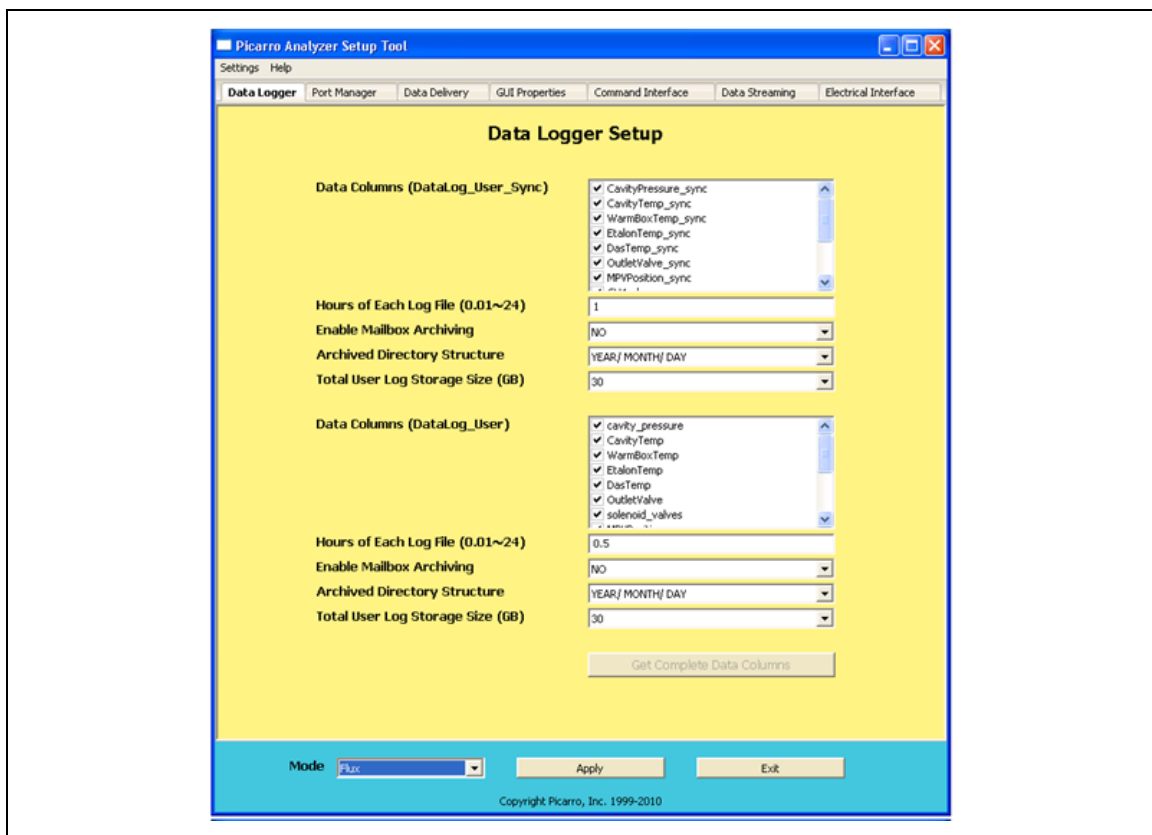 Picarro Analyzer Setup Tool
Settings Help
Data Logger Port Manager Data Delivery GUI Properties Command Interface Data Streaming Electrical Interface
Data Logger Setup
Data Columns (DataLog_User_Sync)
CavityPressure_sync
CavityTemp_sync
WarmBoxTemp_sync
EtalonTemp_sync
DasTemp_sync
OutletValve_sync
MPVPosition_sync
Hours of Each Log File (0.01~24) 1
Enable Mailbox Archiving NO
Archived Directory Structure YEAR/ MONTH/ DAY
Total User Log Storage Size (GB) 30
Data Columns (DataLog_User)
cavity_pressure
CavityTemp
WarmBoxTemp
EtalonTemp
DasTemp
OutletValve
solenoid_valves
Hours of Each Log File (0.01~24) 0.5
Enable Mailbox Archiving NO
Archived Directory Structure YEAR/ MONTH/ DAY
Total User Log Storage Size (GB) 30
Get Complete Data Columns
Mode Flux Apply Exit
Copyright Picarro, Inc. 1999-2010